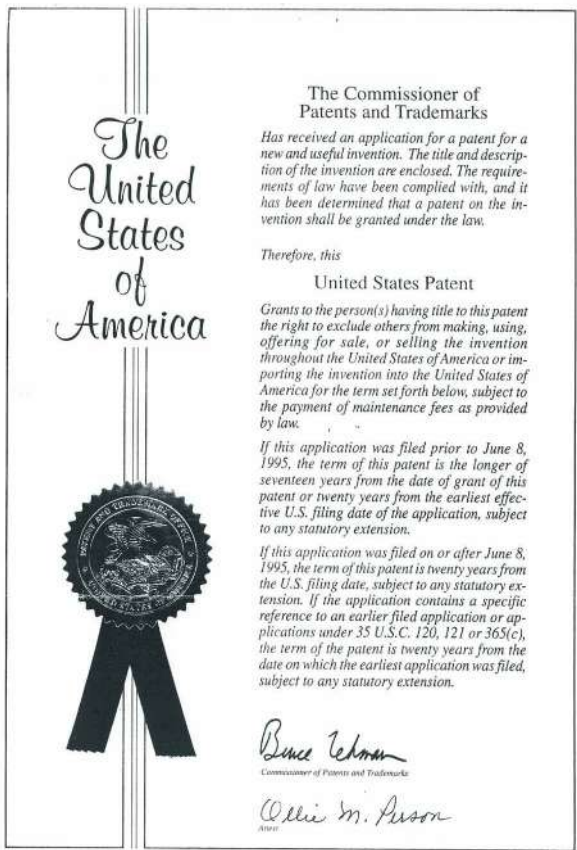 The
United
States
of
America
The Commissioner of
Patents and Trademarks
Has received an application for a patent for a
new and useful invention. The title and descrip-
tion of the invention are enclosed. The require-
ments of law have been complied with, and it
has been determined that a patent on the in-
vention shall be granted under the law.
Therefore, this
United States Patent
Grants to the person(s) having title to this patent
the right to exclude others from making, using,
offering for sale, or selling the invention
throughout the United States of America or im-
porting the invention into the United States of
America for the term set forth below, subject to
the payment of maintenance fees as provided
by law.
If this application was filed prior to June 8,
1995, the term of this patent is the longer of
seventeen years from the date of grant of this
patent or twenty years from the earliest effec-
tive U.S. filing date of the application, subject
to any statutory extension.
If this application was filed on or after June 8,
1995, the term of this patent is twenty years from
the U.S. filing date, subject to any statutory ex-
tension. If the application contains a specific
reference to an earlier filed application or ap-
plications under 35 U.S.C. 120, 121 or 365(c),
the term of the patent is twenty years from the
date on which the earliest application was filed,
subject to any statutory extension.
PATENT AND TRADEMARK OFFICE
UNITED STATES OF AMERICA
Bruce Lehman
Commissioner of Patents and Trademarks
Ollie M. Person
Attest